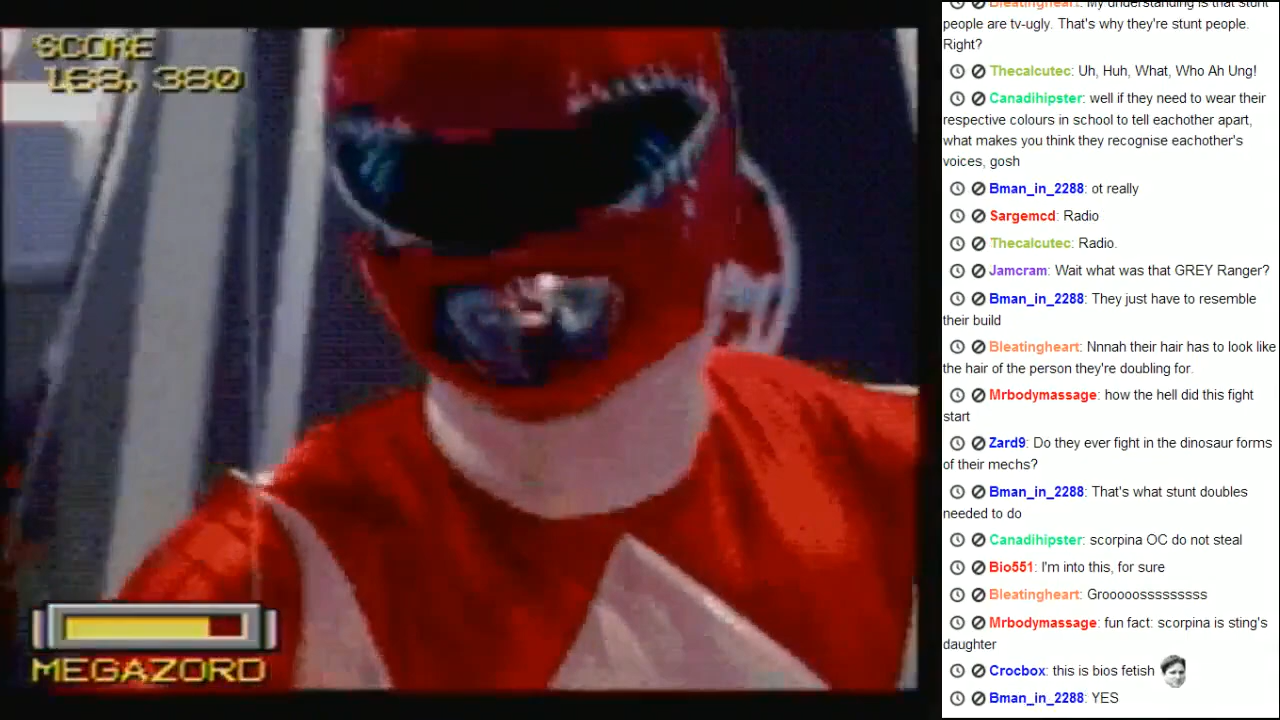 SCORE
168,380
MEGAZORD
Bleatingheart: My understanding is that stunt
people are tv-ugly. That's why they're stunt people.
Right?
Thecalcutec: Uh, Huh, What, Who Ah Ung!
Canadihipster: well if they need to wear their
respective colours in school to tell eachother apart,
what makes you think they recognise eachother's
voices, gosh
Bman_in_2288: ot really
Sargemcd: Radio
Thecalcutec: Radio.
Jamcram: Wait what was that GREY Ranger?
Bman_in_2288: They just have to resemble
their build
Bleatingheart: Nnnah their hair has to look like
the hair of the person they're doubling for.
Mrbodymassage: how the hell did this fight
start
Zard9: Do they ever fight in the dinosaur forms
of their mechs?
Bman_in_2288: That's what stunt doubles
needed to do
Canadihipster: scorpina OC do not steal
Bio551: I'm into this, for sure
Bleatingheart: Grooooosssssssss
Mrbodymassage: fun fact: scorpina is sting's
daughter
Crocbox: this is bios fetish
Bman_in_2288: YES